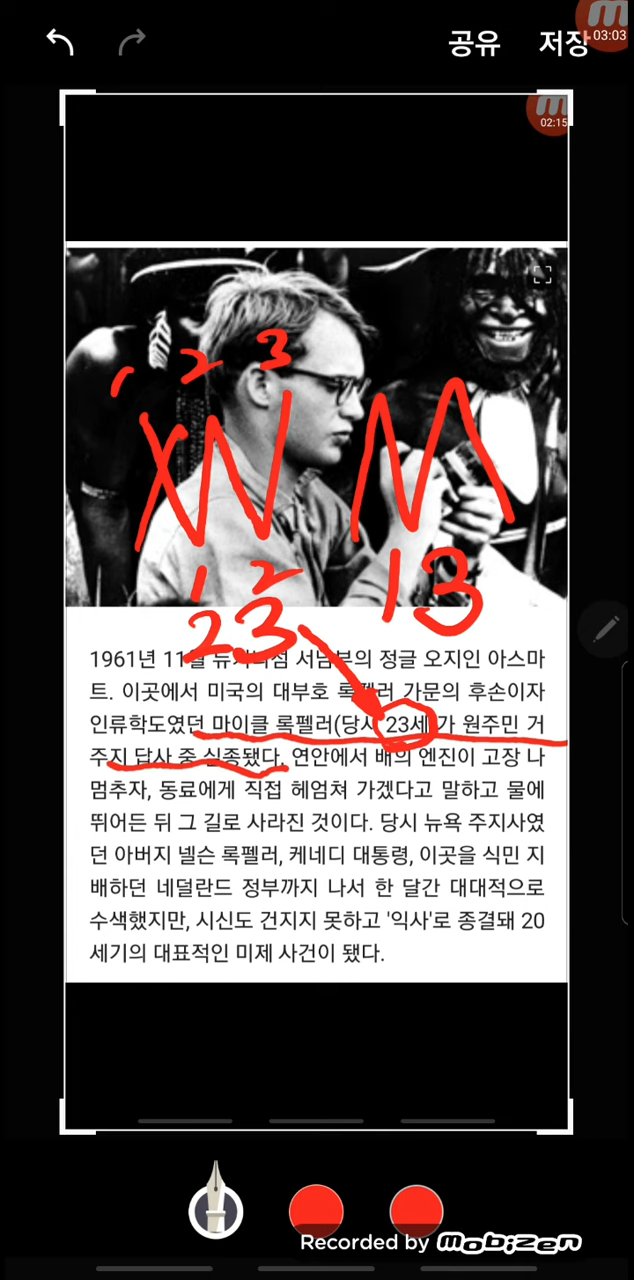 공유 저장
03:03
02:15
1 2 3
W M
1 2 13
23
1961년 11월 뉴기니섬 서남부의 정글 오지인 아스마
트. 이곳에서 미국의 대부호 록펠러 가문의 후손이자
인류학도였던 마이클 록펠러(당시 23세)가 원주민 거
주지 답사 중 실종됐다. 연안에서 배의 엔진이 고장 나
멈추자, 동료에게 직접 헤엄쳐 가겠다고 말하고 물에
뛰어든 뒤 그 길로 사라진 것이다. 당시 뉴욕 주지사였
던 아버지 넬슨 록펠러, 케네디 대통령, 이곳을 식민 지
배하던 네덜란드 정부까지 나서 한 달간 대대적으로
수색했지만, 시신도 건지지 못하고 '익사'로 종결돼 20
세기의 대표적인 미제 사건이 됐다.
Recorded by mobizen